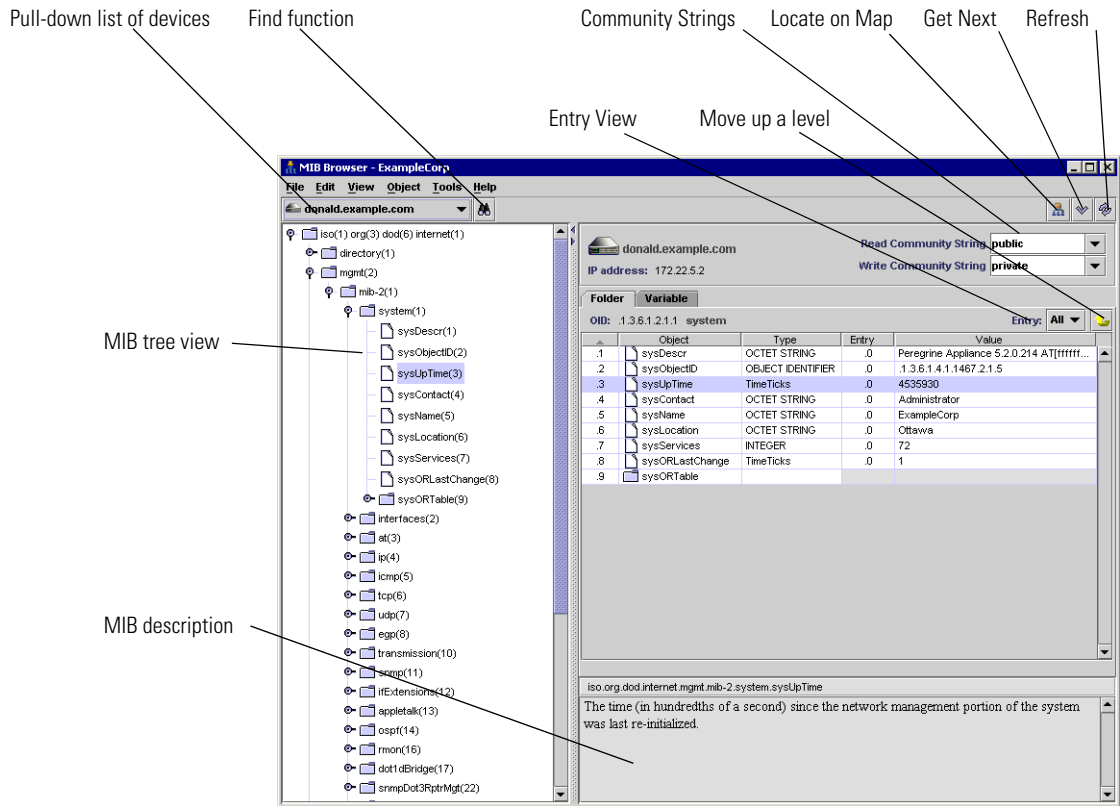 Pull-down list of devices
Find function
Community Strings
Locate on Map
Get Next
Refresh
Entry View
Move up a level
MIB Browser - ExampleCorp
File Edit View Object Tools Help
donald.example.com
iso(1) org(3) dod(6) internet(1)
directory(1)
mgmt(2)
mib-2(1)
system(1)
sysDescr(1)
sysObjectID(2)
sysUpTime(3)
sysContact(4)
sysName(5)
sysLocation(6)
sysServices(7)
sysORLastChange(8)
sysORTable(9)
interfaces(2)
at(3)
ip(4)
icmp(5)
tcp(6)
udp(7)
egp(8)
transmission(10)
snmp(11)
ifExtensions(12)
appletalk(13)
ospf(14)
rmon(16)
dot1dBridge(17)
snmpDot3RptrMgt(22)
MIB tree view
MIB description
donald.example.com
IP address: 172.22.5.2
Read Community String public
Write Community String private
Folder Variable
OID: .1.3.6.1.2.1.1 system
Entry: All
Object Type Entry Value
.1 sysDescr OCTET STRING .0 Peregrine Appliance 5.2.0.214 AT[ffffff...
.2 sysObjectID OBJECT IDENTIFIER .0 .1.3.6.1.4.1.1467.2.1.5
.3 sysUpTime TimeTicks .0 4535930
.4 sysContact OCTET STRING .0 Administrator
.5 sysName OCTET STRING .0 ExampleCorp
.6 sysLocation OCTET STRING .0 Ottawa
.7 sysServices INTEGER .0 72
.8 sysORLastChange TimeTicks .0 1
.9 sysORTable
iso.org.dod.internet.mgmt.mib-2.system.sysUpTime
The time (in hundredths of a second) since the network management portion of the system
was last re-initialized.